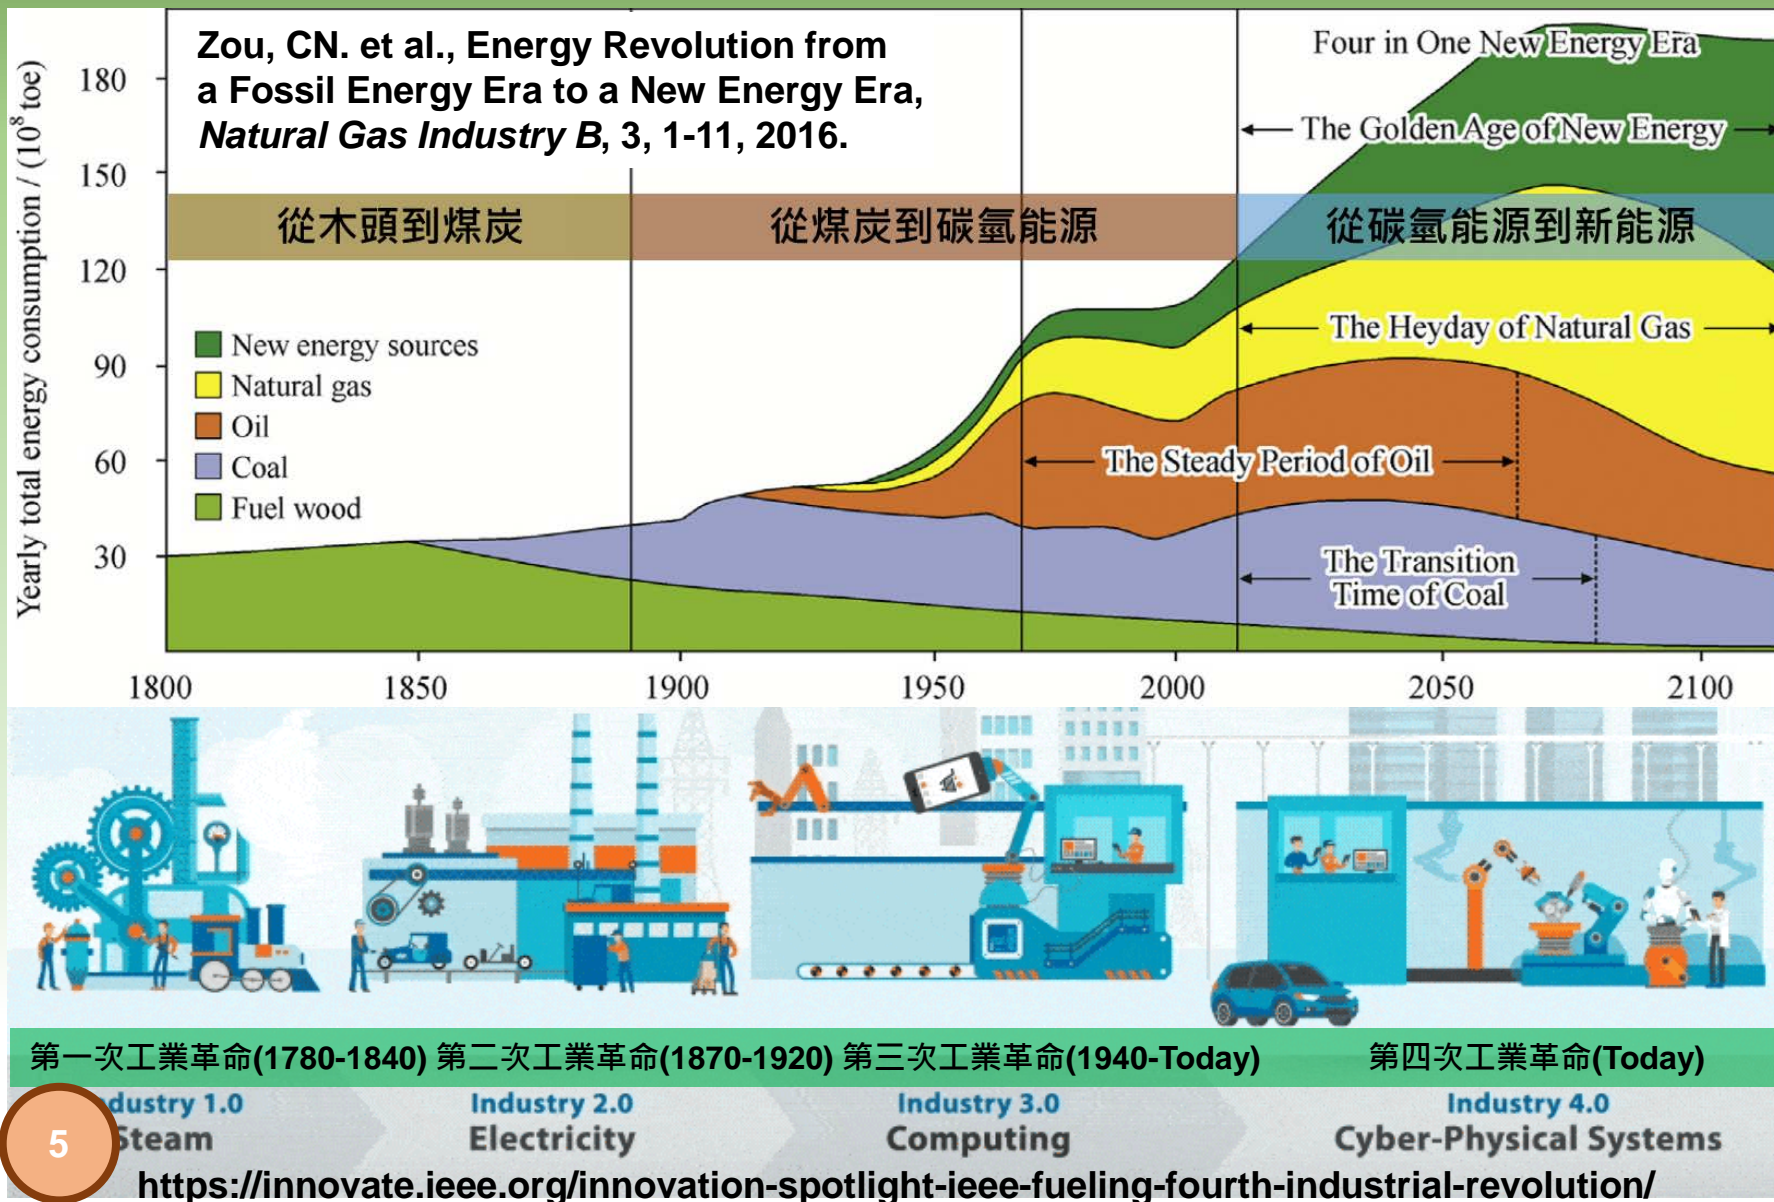 Zou, CN. et al., Energy Revolution from
a Fossil Energy Era to a New Energy Era,
Natural Gas Industry B, 3, 1-11, 2016.
Four in One New Energy Era
The Golden Age of New Energy
從木頭到煤炭
從煤炭到碳氫能源
從碳氫能源到新能源
The Heyday of Natural Gas
The Steady Period of Oil
The Transition
Time of Coal
New energy sources
Natural gas
Oil
Coal
Fuel wood
Yearly total energy consumption / (10⁸ toe)
180
150
120
90
60
30
1800 1850 1900 1950 2000 2050 2100
第一次工業革命(1780-1840) 第二次工業革命(1870-1920) 第三次工業革命(1940-Today) 第四次工業革命(Today)
dustry 1.0
Steam
Industry 2.0
Electricity
Industry 3.0
Computing
Industry 4.0
Cyber-Physical Systems
5
https://innovate.ieee.org/innovation-spotlight-ieee-fueling-fourth-industrial-revolution/